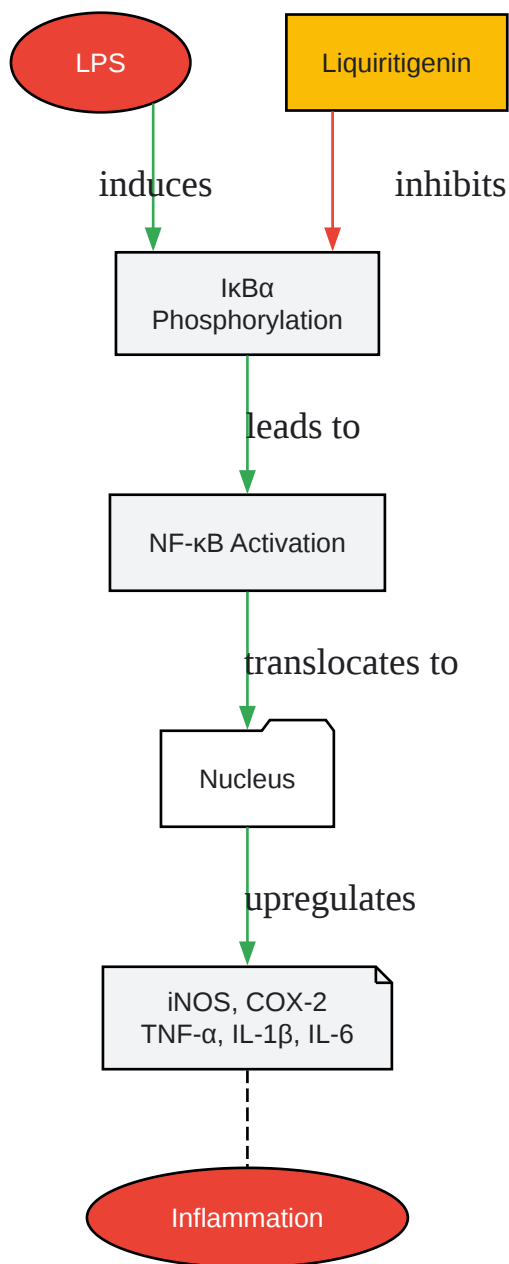 LPS
Liquiritigenin
induces
inhibits
IκBα
Phosphorylation
leads to
NF-κB Activation
translocates to
Nucleus
upregulates
iNOS, COX-2
TNF-α, IL-1β, IL-6
Inflammation